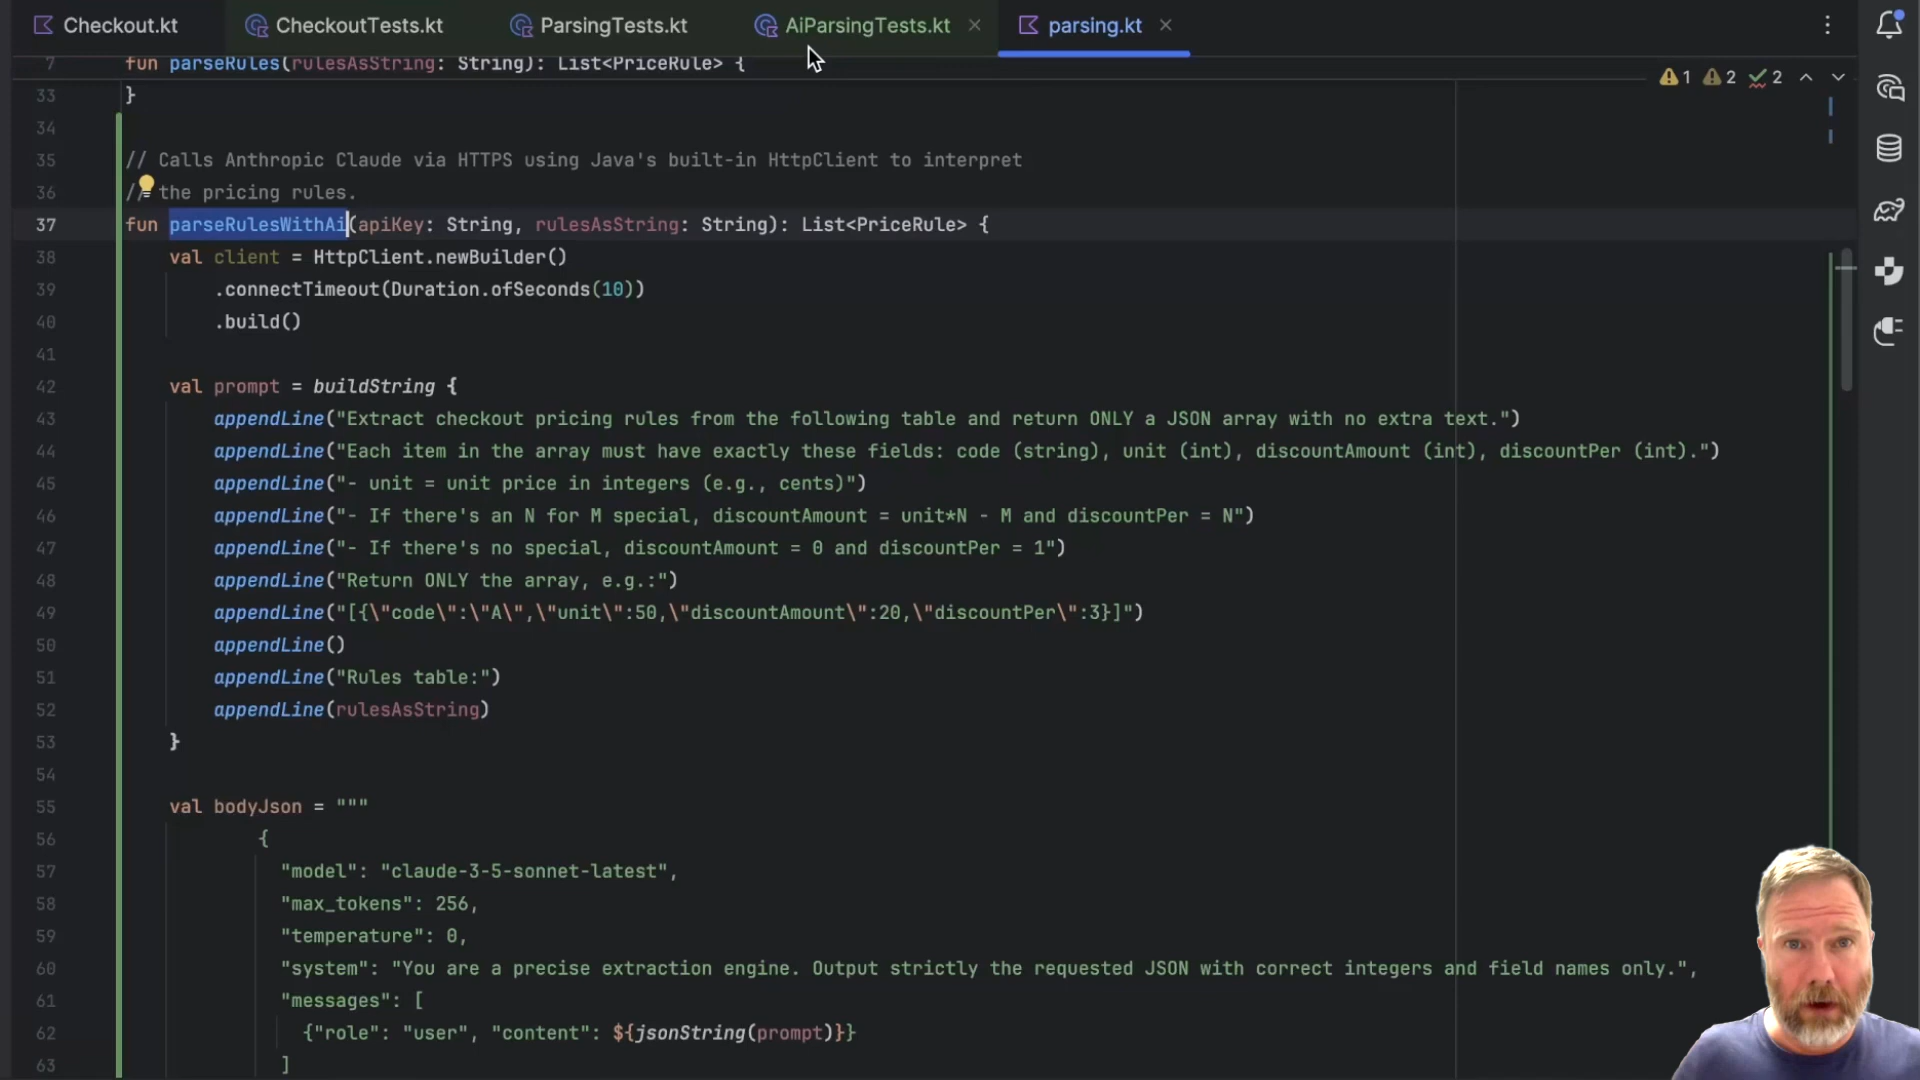 Checkout.kt
CheckoutTests.kt
ParsingTests.kt
AiParsingTests.kt
parsing.kt
7 fun parseRules(rulesAsString: String): List<PriceRule> {
1 2 2
33 }
34
35 // Calls Anthropic Claude via HTTPS using Java's built-in HttpClient to interpret
36 // the pricing rules.
37 fun parseRulesWithAi(apiKey: String, rulesAsString: String): List<PriceRule> {
38 val client = HttpClient.newBuilder()
39 .connectTimeout(Duration.ofSeconds(10))
40 .build()
41
42 val prompt = buildString {
43 appendLine("Extract checkout pricing rules from the following table and return ONLY a JSON array with no extra text.")
44 appendLine("Each item in the array must have exactly these fields: code (string), unit (int), discountAmount (int), discountPer (int).")
45 appendLine("- unit = unit price in integers (e.g., cents)")
46 appendLine("- If there's an N for M special, discountAmount = unit*N - M and discountPer = N")
47 appendLine("- If there's no special, discountAmount = 0 and discountPer = 1")
48 appendLine("Return ONLY the array, e.g.:")
49 appendLine("[{\"code\":\"A\",\"unit\":50,\"discountAmount\":20,\"discountPer\":3}]")
50 appendLine()
51 appendLine("Rules table:")
52 appendLine(rulesAsString)
53 }
54
55 val bodyJson = """
56 {
57 "model": "claude-3-5-sonnet-latest",
58 "max_tokens": 256,
59 "temperature": 0,
60 "system": "You are a precise extraction engine. Output strictly the requested JSON with correct integers and field names only.",
61 "messages": [
62 {"role": "user", "content": ${jsonString(prompt)}}
63 ]